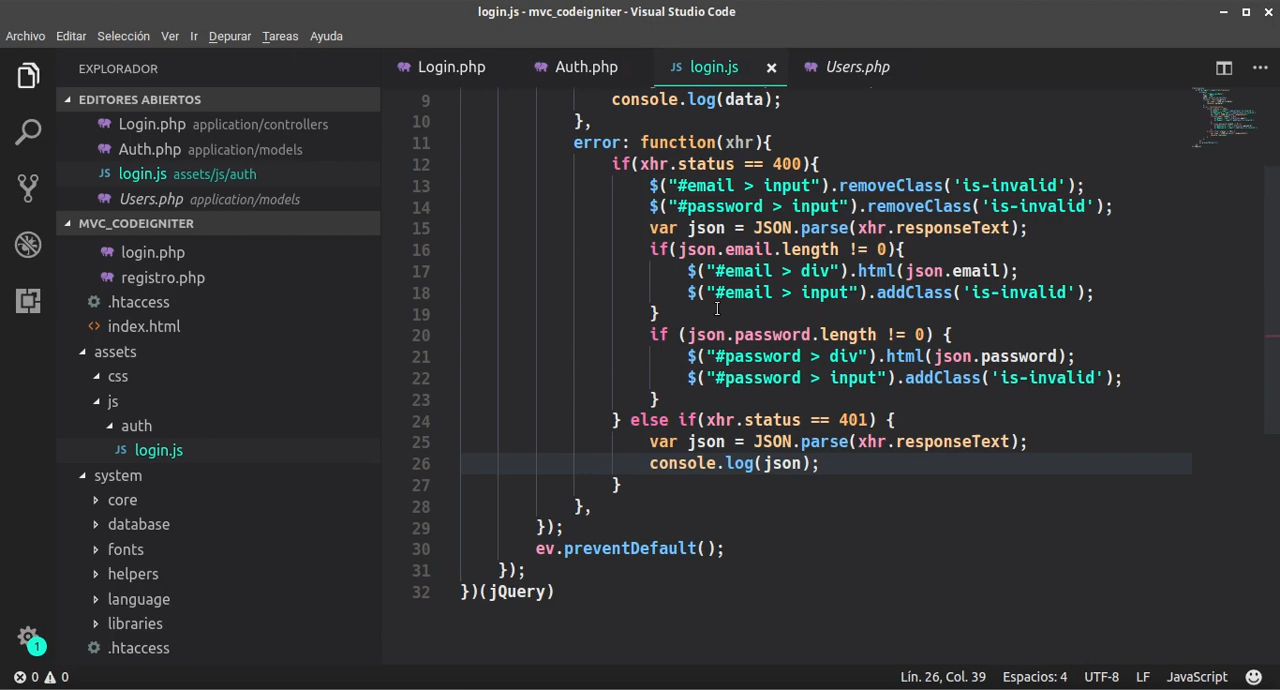 login.js - mvc_codeigniter - Visual Studio Code
Archivo Editar Selección Ver Ir Depurar Tareas Ayuda
EXPLORADOR
EDITORES ABIERTOS
Login.php application/controllers
Auth.php application/models
login.js assets/js/auth
Users.php application/models
MVC_CODEIGNITER
login.php
registro.php
.htaccess
index.html
assets
css
js
auth
JS login.js
system
core
database
fonts
helpers
language
libraries
.htaccess
1
Login.php Auth.php JS login.js Users.php
9 console.log(data);
10 },
11 error: function(xhr){
12 if(xhr.status == 400){
13 $("#email > input").removeClass('is-invalid');
14 $("#password > input").removeClass('is-invalid');
15 var json = JSON.parse(xhr.responseText);
16 if(json.email.length != 0){
17 $("#email > div").html(json.email);
18 $("#email > input").addClass('is-invalid');
19 }
20 if (json.password.length != 0) {
21 $("#password > div").html(json.password);
22 $("#password > input").addClass('is-invalid');
23 }
24 } else if(xhr.status == 401) {
25 var json = JSON.parse(xhr.responseText);
26 console.log(json);
27 }
28 },
29 });
30 ev.preventDefault();
31 });
32 })(jQuery)
0 0 Lín. 26, Col. 39 Espacios: 4 UTF-8 LF JavaScript